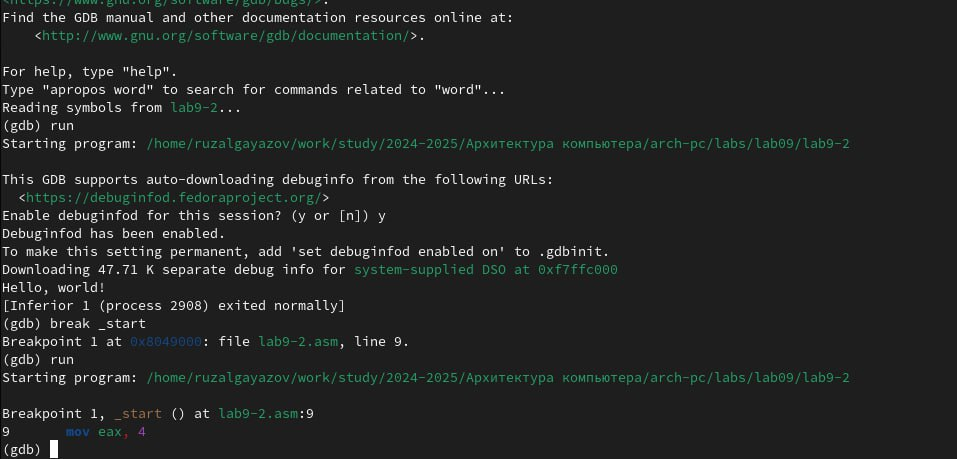 <https://www.gnu.org/software/gdb/bugs/>.
Find the GDB manual and other documentation resources online at:
    <http://www.gnu.org/software/gdb/documentation/>.

For help, type "help".
Type "apropos word" to search for commands related to "word"...
Reading symbols from lab9-2...
(gdb) run
Starting program: /home/ruzalgayazov/work/study/2024-2025/Архитектура компьютера/arch-pc/labs/lab09/lab9-2

This GDB supports auto-downloading debuginfo from the following URLs:
  <https://debuginfod.fedoraproject.org/>
Enable debuginfod for this session? (y or [n]) y
Debuginfod has been enabled.
To make this setting permanent, add 'set debuginfod enabled on' to .gdbinit.
Downloading 47.71 K separate debug info for system-supplied DSO at 0xf7ffc000
Hello, world!
[Inferior 1 (process 2908) exited normally]
(gdb) break _start
Breakpoint 1 at 0x8049000: file lab9-2.asm, line 9.
(gdb) run
Starting program: /home/ruzalgayazov/work/study/2024-2025/Архитектура компьютера/arch-pc/labs/lab09/lab9-2

Breakpoint 1, _start () at lab9-2.asm:9
9       mov eax, 4
(gdb)